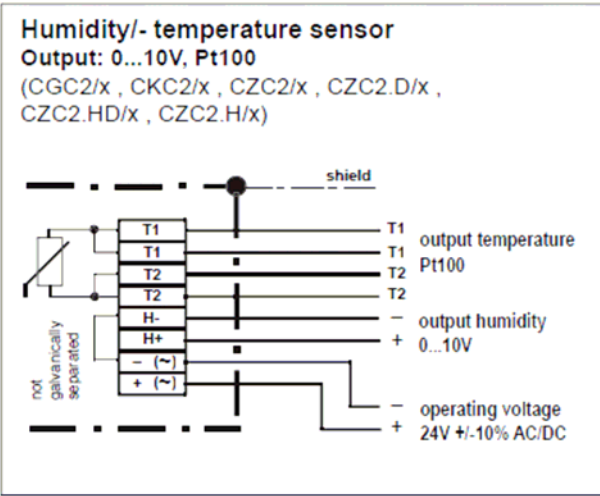 Humidity/- temperature sensor
Output: 0...10V, Pt100
(CGC2/x , CKC2/x , CZC2/x , CZC2.D/x ,
CZC2.HD/x , CZC2.H/x)
shield
T1 T1
T1 T1
T2 T2
T2 T2
output temperature
Pt100
H- –
H+ +
output humidity
0...10V
– (~)
+ (~)
not
galvanically
separated
– operating voltage
+ 24V +/-10% AC/DC